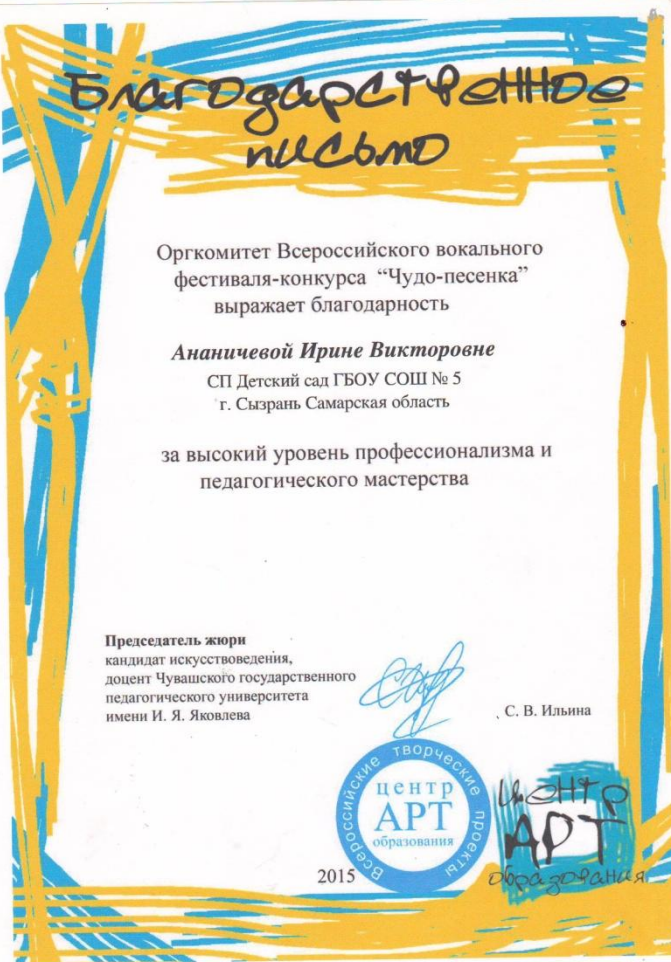 Благодарственное
письмо
Оргкомитет Всероссийского вокального
фестиваля-конкурса “Чудо-песенка”
выражает благодарность
Ананичевой Ирине Викторовне
СП Детский сад ГБОУ СОШ № 5
г. Сызрань Самарская область
за высокий уровень профессионализма и
педагогического мастерства
Председатель жюри
кандидат искусствоведения,
доцент Чувашского государственного
педагогического университета
имени И. Я. Яковлева
С. В. Ильина
Всероссийские творческие проекты
центр
АРТ
образования
2015
центр
АРТ
образования